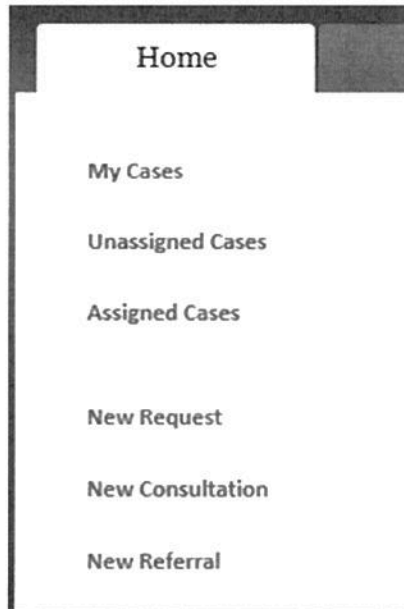 Home
My Cases
Unassigned Cases
Assigned Cases
New Request
New Consultation
New Referral